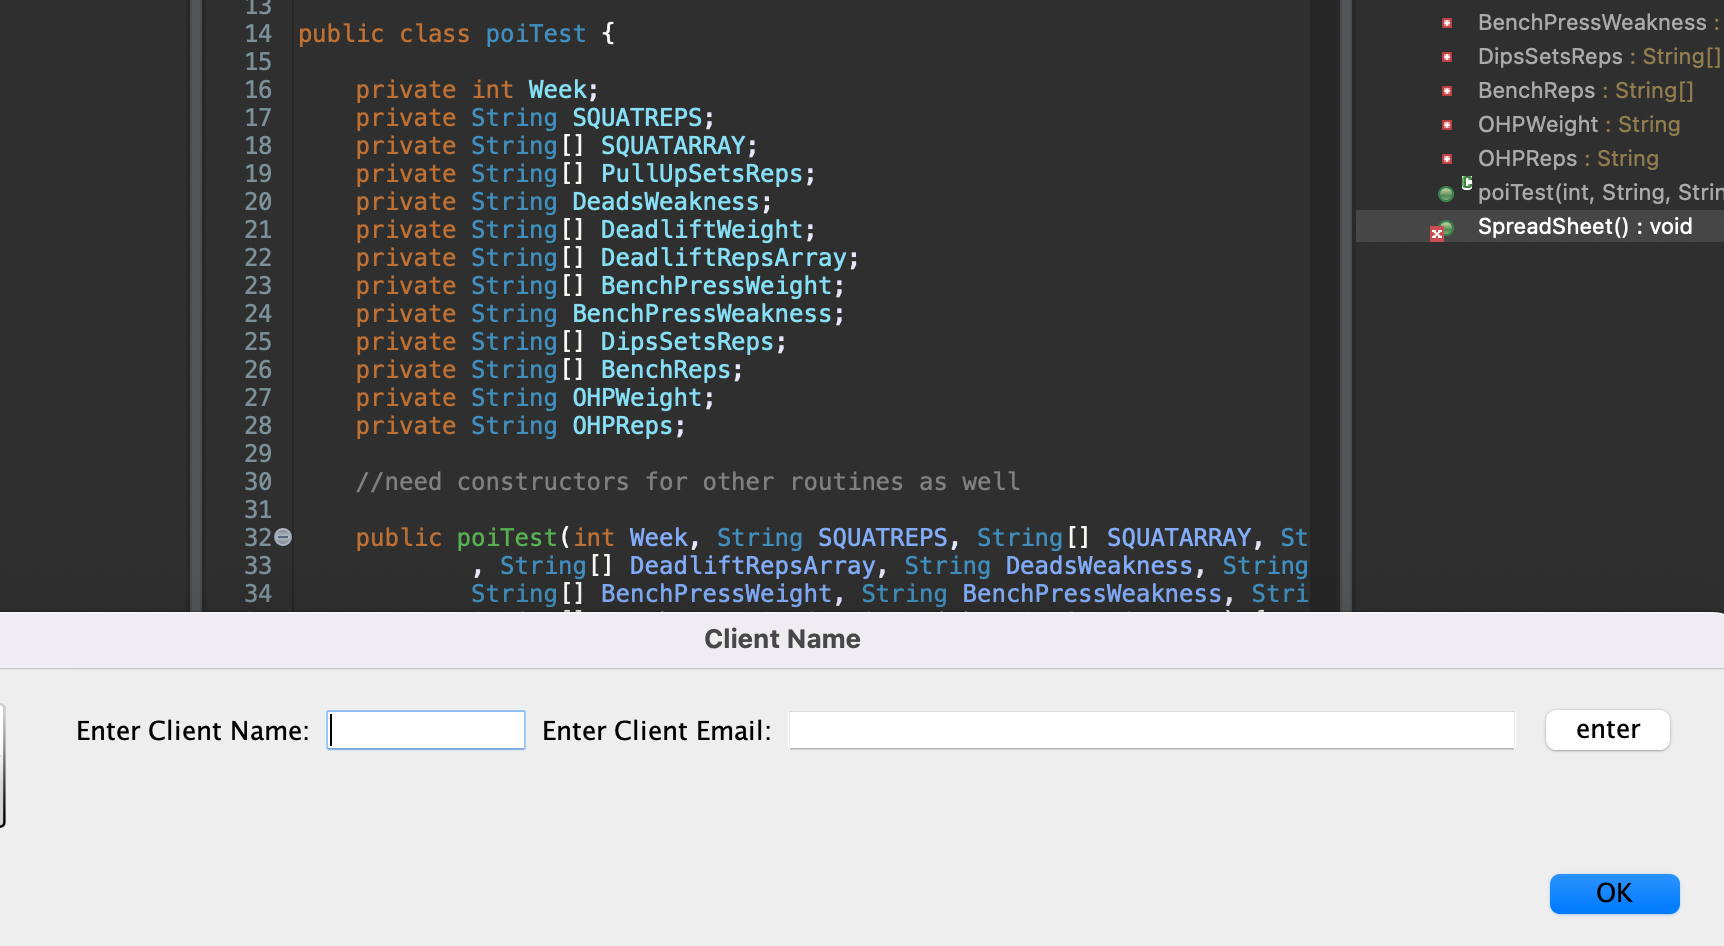 13
14 public class poiTest {
15
16 private int Week;
17 private String SQUATREPS;
18 private String[] SQUATARRAY;
19 private String[] PullUpSetsReps;
20 private String DeadsWeakness;
21 private String[] DeadliftWeight;
22 private String[] DeadliftRepsArray;
23 private String[] BenchPressWeight;
24 private String BenchPressWeakness;
25 private String[] DipsSetsReps;
26 private String[] BenchReps;
27 private String OHPWeight;
28 private String OHPReps;
29
30 //need constructors for other routines as well
31
32 public poiTest(int Week, String SQUATREPS, String[] SQUATARRAY, St
33 , String[] DeadliftRepsArray, String DeadsWeakness, String
34 String[] BenchPressWeight, String BenchPressWeakness, Stri
BenchPressWeakness :
DipsSetsReps : String[]
BenchReps : String[]
OHPWeight : String
OHPReps : String
poiTest(int, String, Strin
SpreadSheet() : void
Client Name
Enter Client Name: Enter Client Email: enter
OK